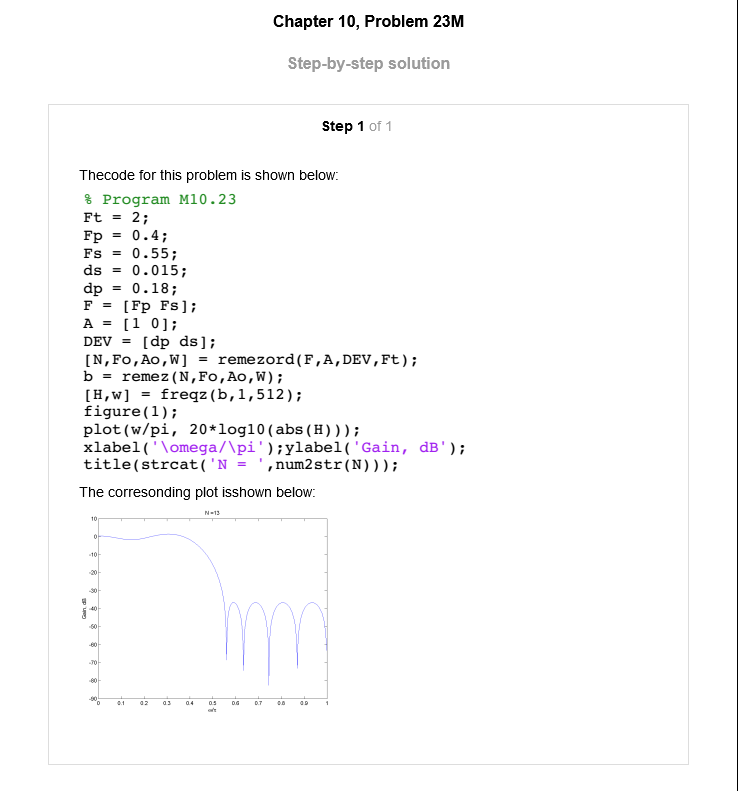 Chapter 10, Problem 23M
Step-by-step solution
Step 1 of 1
Thecode for this problem is shown below:
% Program M10.23
Ft = 2;
Fp = 0.4;
Fs = 0.55;
ds = 0.015;
dp = 0.18;
F = [Fp Fs];
A = [1 0];
DEV = [dp ds];
[N,Fo,Ao,W] = remezord(F,A,DEV,Ft);
b = remez(N,Fo,Ao,W);
[H,w] = freqz(b,1,512);
figure(1);
plot(w/pi, 20*log10(abs(H)));
xlabel('\omega/\pi');ylabel('Gain, dB');
title(strcat('N = ',num2str(N)));
The corresonding plot isshown below:
N =13
10
0
-10
-20
-30
-40
-50
-60
-70
-80
-90
Gain, dB
0 0.1 0.2 0.3 0.4 0.5 0.6 0.7 0.8 0.9 1
ω/π